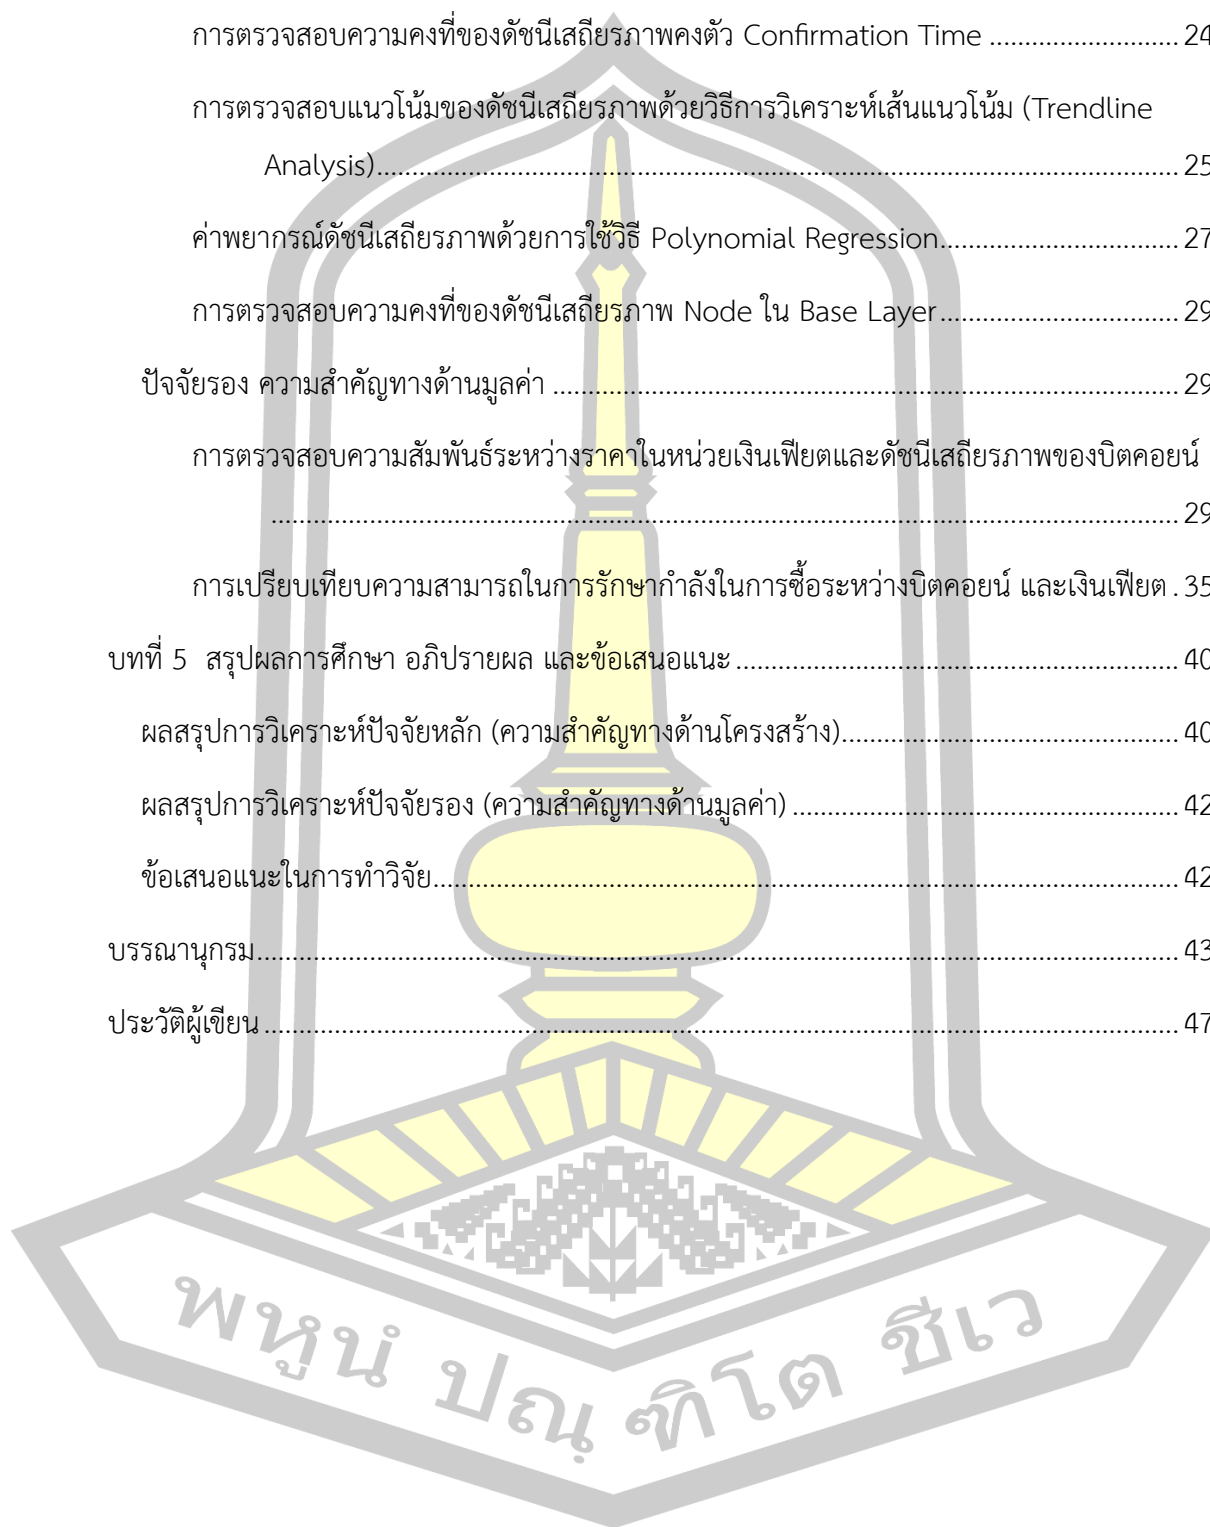 การตรวจสอบความคงที่ของดัชนีเสถียรภาพคงตัว Confirmation Time ............................ 24
การตรวจสอบแนวโน้มของดัชนีเสถียรภาพด้วยวิธีการวิเคราะห์เส้นแนวโน้ม (Trendline
Analysis)........................................................................................................................ 25
ค่าพยากรณ์ดัชนีเสถียรภาพด้วยการใช้วิธี Polynomial Regression................................... 27
การตรวจสอบความคงที่ของดัชนีเสถียรภาพ Node ใน Base Layer................................... 29
ปัจจัยรอง ความสำคัญทางด้านมูลค่า .............................................................................................. 29
การตรวจสอบความสัมพันธ์ระหว่างราคาในหน่วยเงินเฟียตและดัชนีเสถียรภาพของบิตคอยน์
........................................................................................................................................ 29
การเปรียบเทียบความสามารถในการรักษากำลังในการซื้อระหว่างบิตคอยน์ และเงินเฟียต . 35
บทที่ 5 สรุปผลการศึกษา อภิปรายผล และข้อเสนอแนะ .................................................................. 40
ผลสรุปการวิเคราะห์ปัจจัยหลัก (ความสำคัญทางด้านโครงสร้าง).................................................. 40
ผลสรุปการวิเคราะห์ปัจจัยรอง (ความสำคัญทางด้านมูลค่า) ......................................................... 42
ข้อเสนอแนะในการทำวิจัย................................................................................................................ 42
บรรณานุกรม.......................................................................................................................................... 43
ประวัติผู้เขียน ........................................................................................................................................ 47
พหูนํ ปณฺฑิโต ชีเว